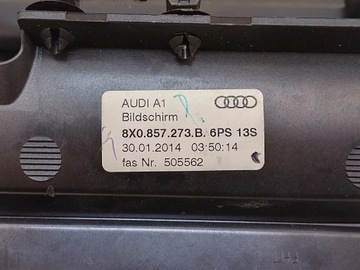 AUDI A1
Bildschirm
8X0.857.273.B. 6PS 13S
30.01.2014 03:50:14
fas Nr. 505562